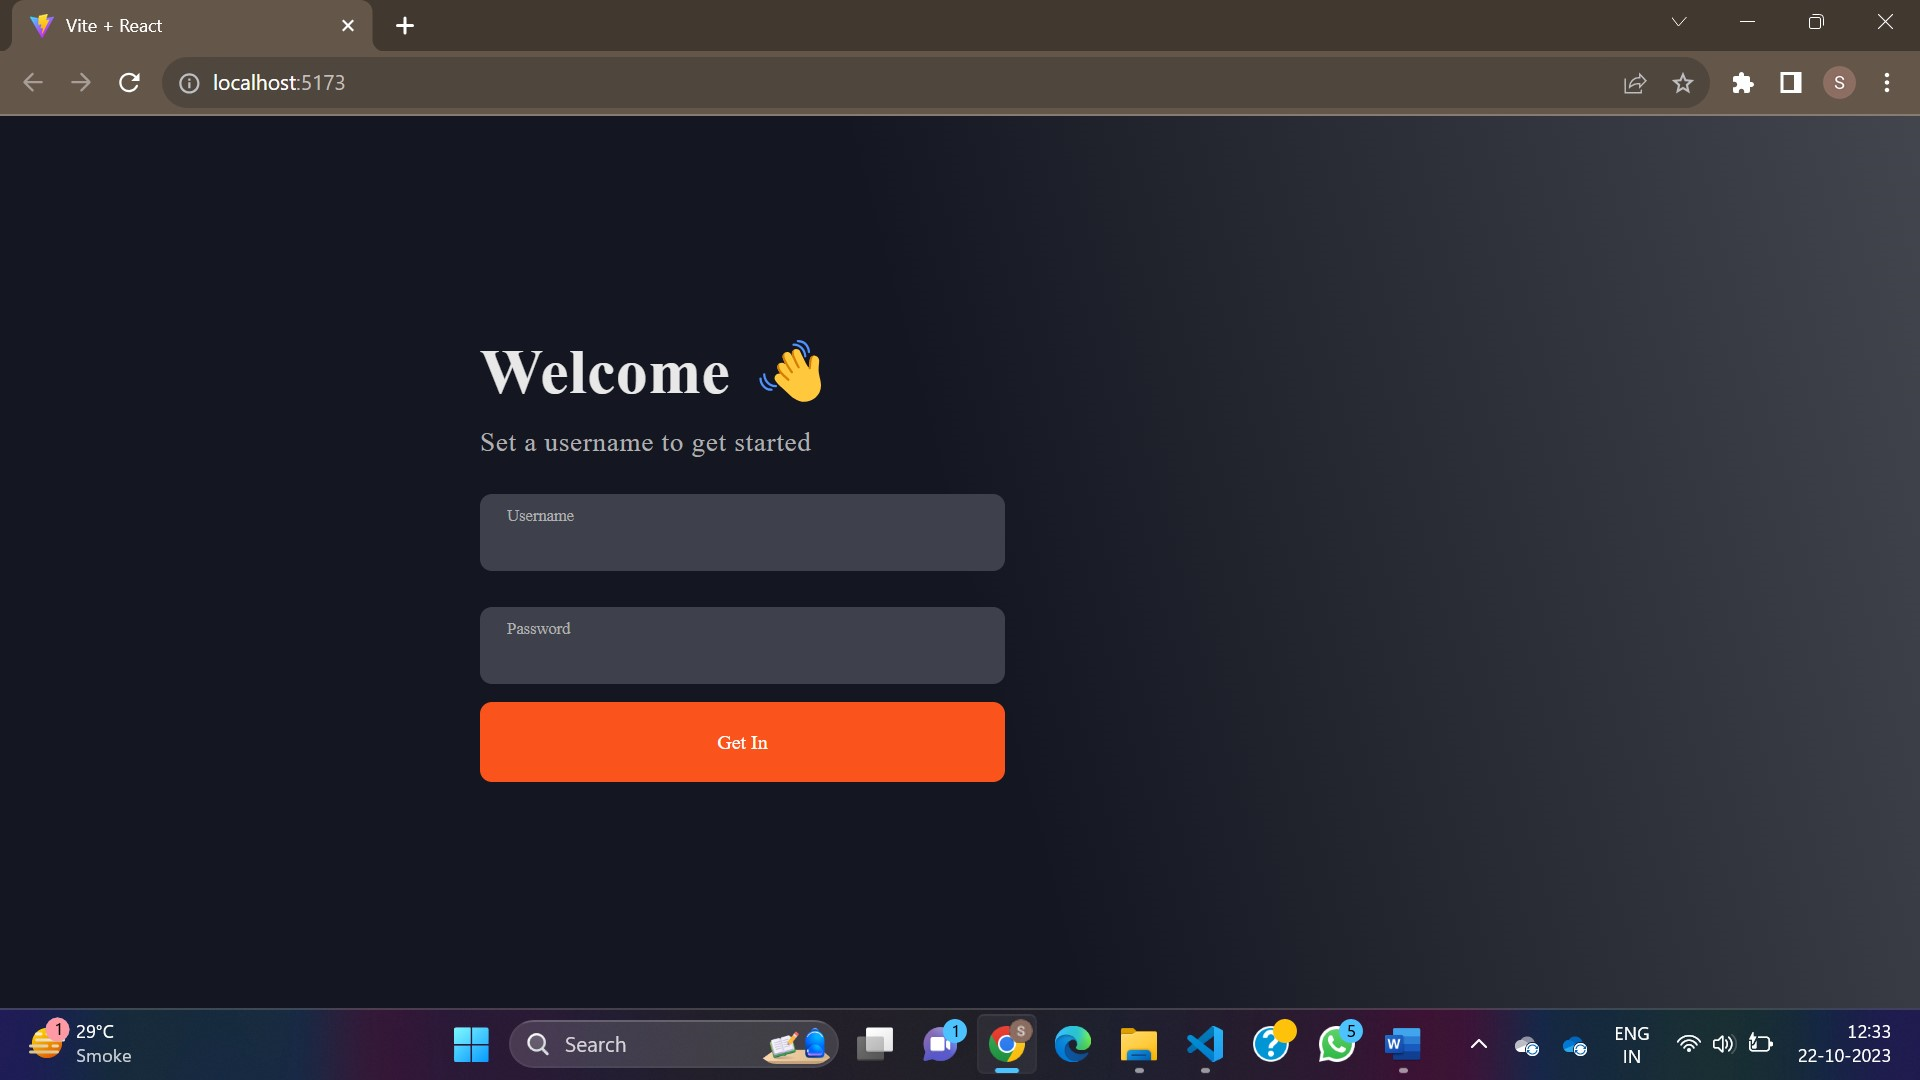 Vite + React
localhost:5173
S
Welcome 👋
Set a username to get started
Username
Password
Get In
1
29°C
Smoke
Search
1
S
5
W
ENG
IN
12:33
22-10-2023